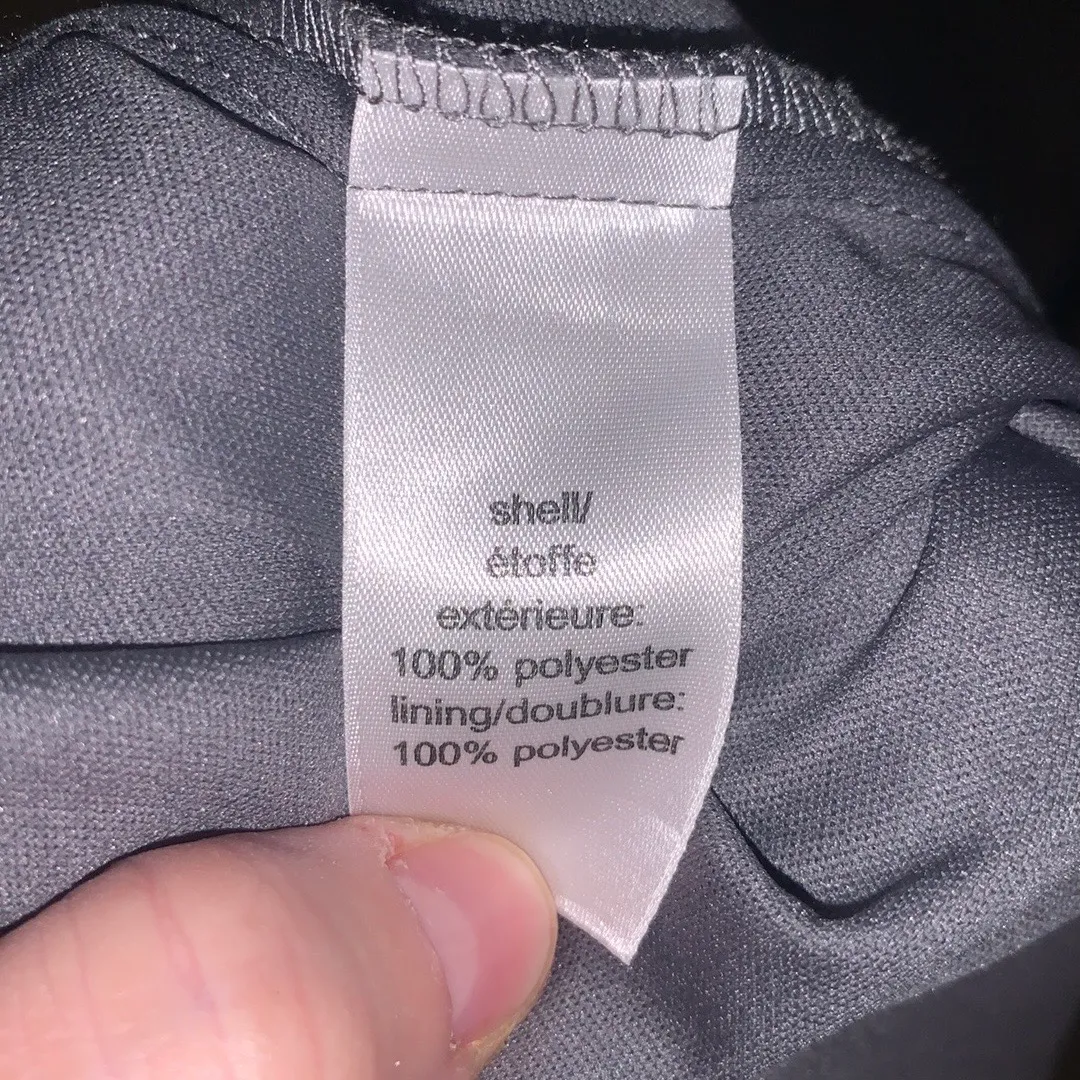 shell/
étoffe
extérieure:
100% polyester
lining/doublure:
100% polyester